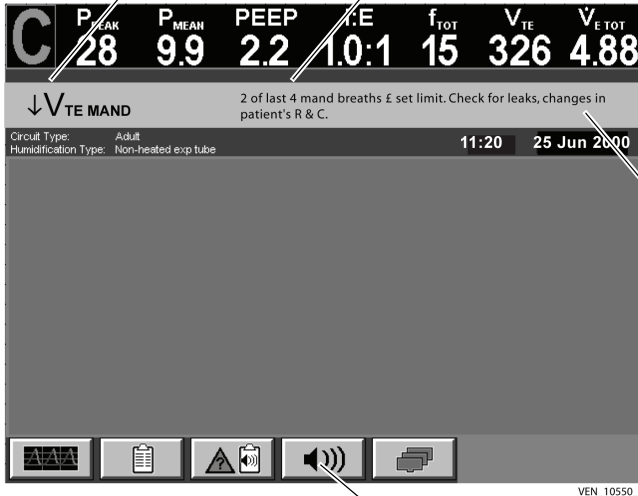 C PPEAK PMEAN PEEP I:E fTOT VTE V̇E TOT
28 9.9 2.2 1.0:1 15 326 4.88
↓VTE MAND
2 of last 4 mand breaths £ set limit. Check for leaks, changes in
patient's R & C.
Circuit Type: Adult
Humidification Type: Non-heated exp tube
11:20 25 Jun 2000
VEN 10550